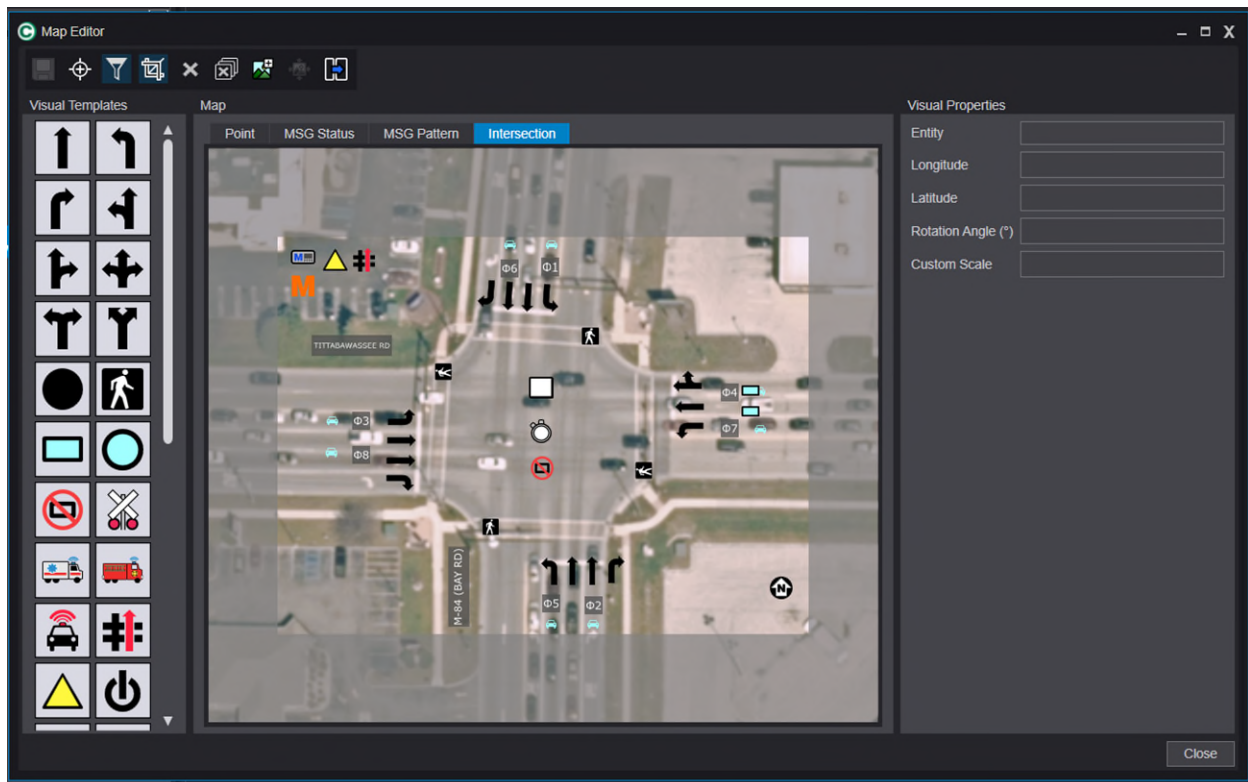 Map Editor
Visual Templates
Map
Visual Properties
Point
MSG Status
MSG Pattern
Intersection
Entity
Longitude
Latitude
Rotation Angle (°)
Custom Scale
M
M
Φ6
Φ1
TITTABAWASSEE RD
Φ4
Φ7
Φ3
Φ8
M-84 (BAY RD)
Φ5
Φ2
N
Close